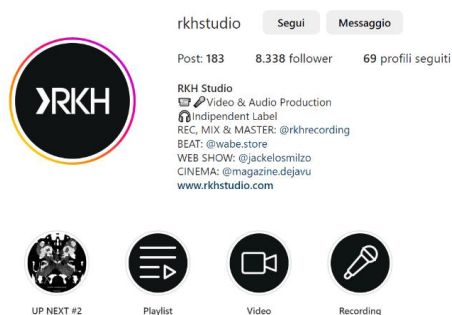 rkhstudio Segui Messaggio
Post: 183 8.338 follower 69 profili seguiti
RKH
RKH Studio
Video & Audio Production
Indipendent Label
REC, MIX & MASTER: @rkhrecording
BEAT: @wabe.store
WEB SHOW: @jackelosmilzo
CINEMA: @magazine.dejavu
www.rkhstudio.com
UP NEXT #2 Playlist Video Recording